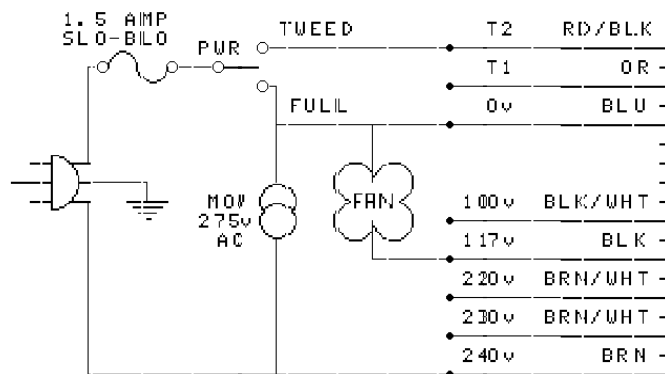 1.5 AMP
SLO-BLO
PWR
TWEED
FULL
MOV
275v
AC
FAN
T2 RD/BLK
T1 OR
0v BLU
100v BLK/WHT
117v BLK
220v BRN/WHT
230v BRN/WHT
240v BRN